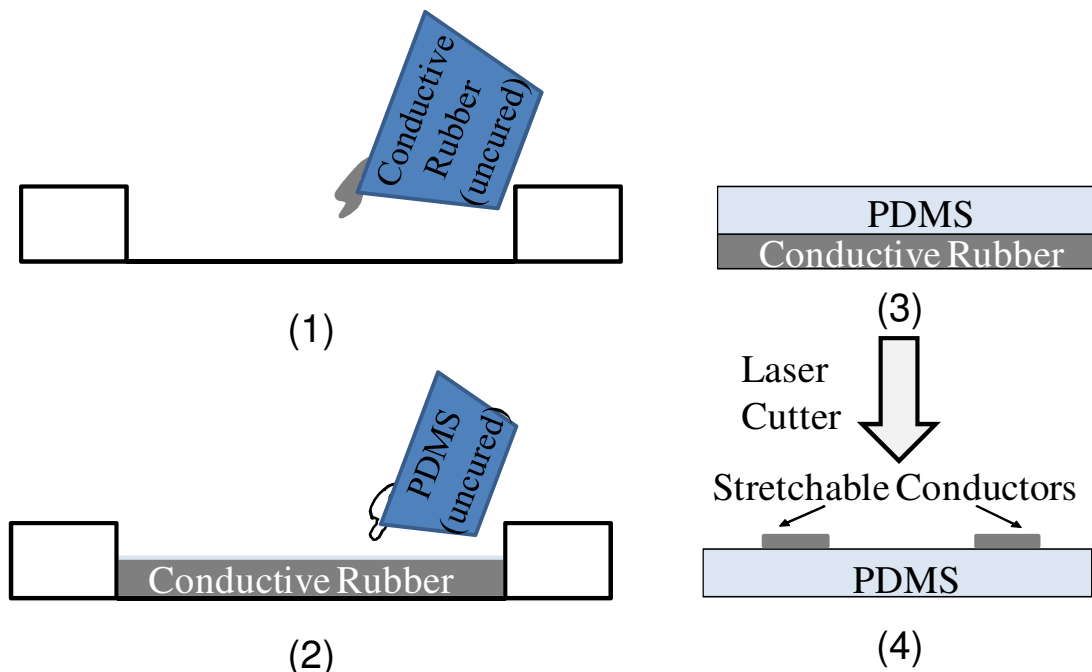 Conductive
Rubber
(uncured)
(1)
PDMS
(uncured)
Conductive Rubber
(2)
PDMS
Conductive Rubber
(3)
Laser
Cutter
Stretchable Conductors
PDMS
(4)